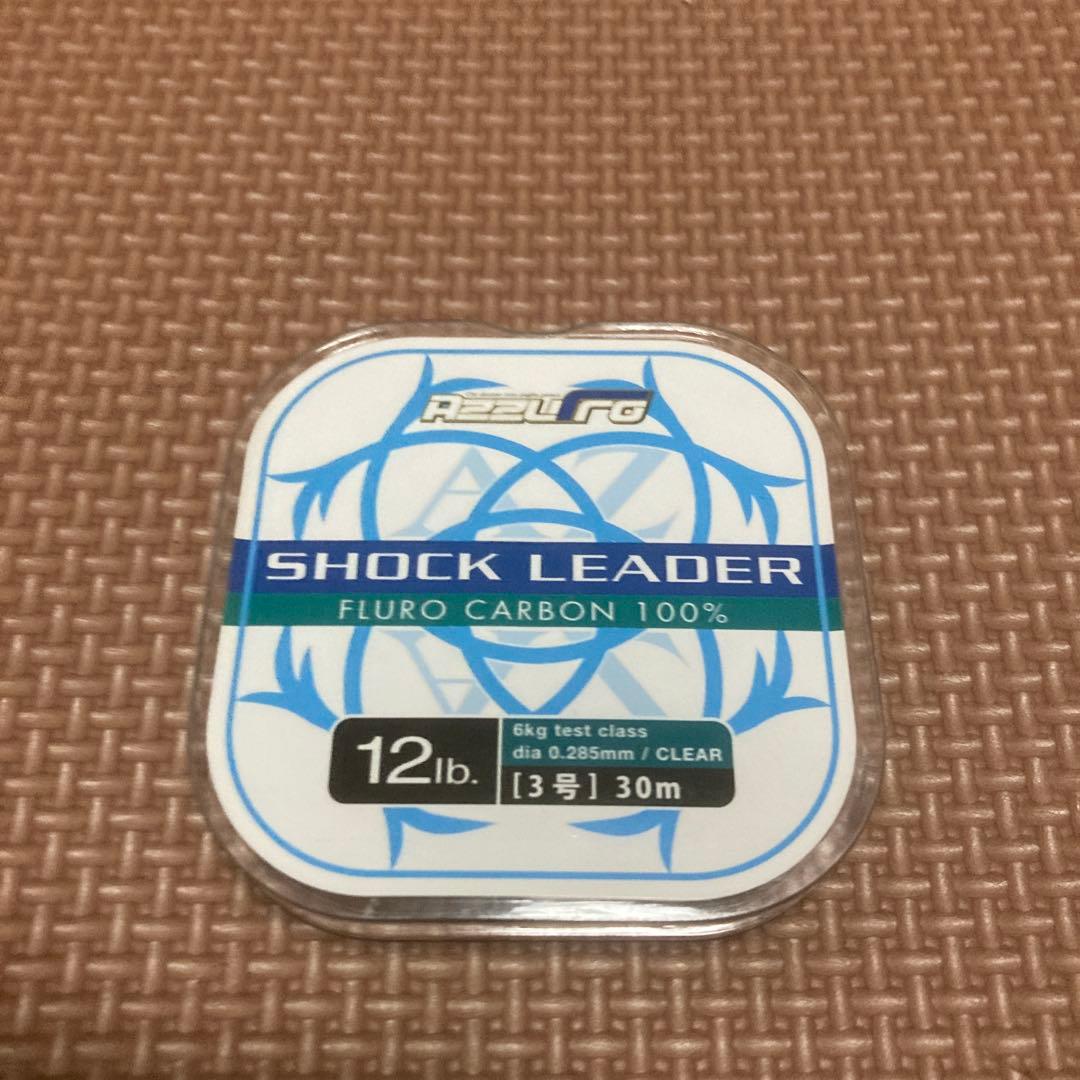 Azzurro
SHOCK LEADER
FLURO CARBON 100%
12lb.
6kg test class
dia 0.285mm / CLEAR
[3号] 30m